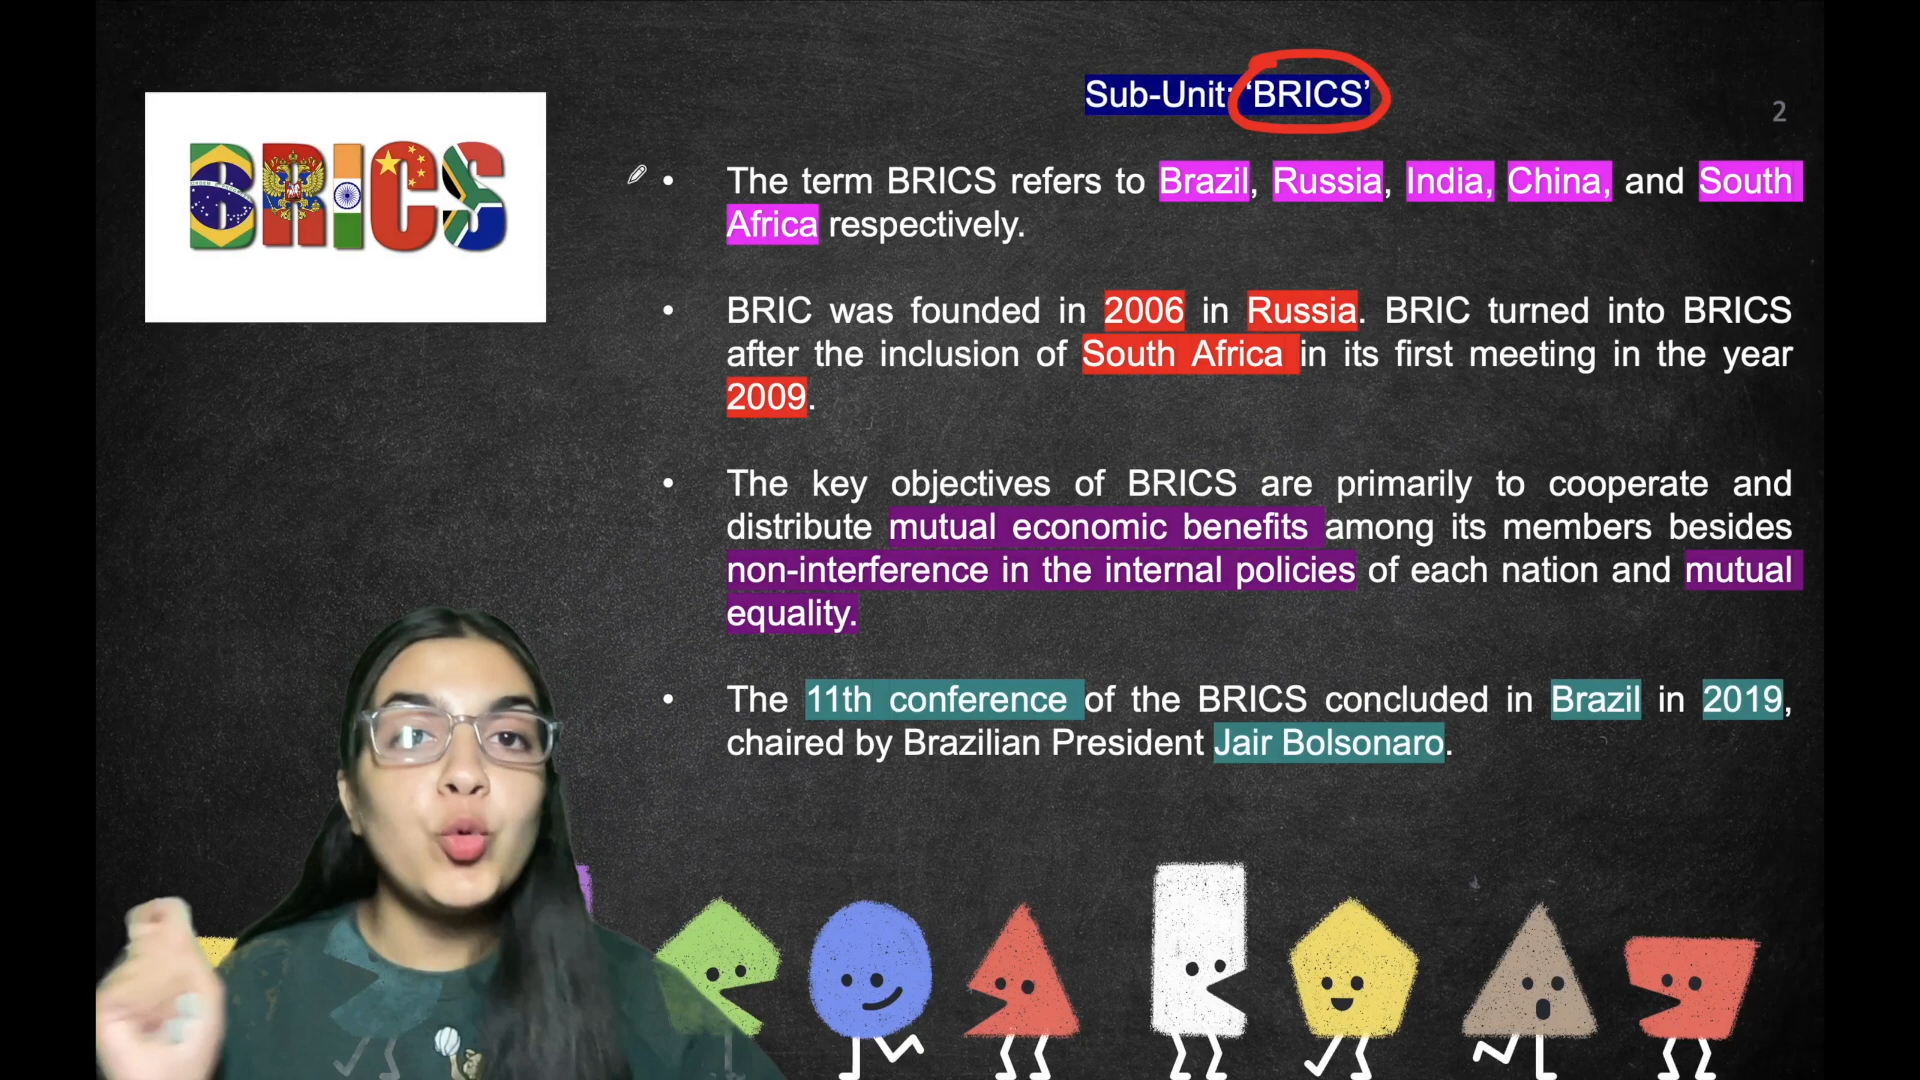 Sub-Unit: ‘BRICS’
2
BRICS
• The term BRICS refers to Brazil, Russia, India, China, and South
Africa respectively.
• BRIC was founded in 2006 in Russia. BRIC turned into BRICS
after the inclusion of South Africa in its first meeting in the year
2009.
• The key objectives of BRICS are primarily to cooperate and
distribute mutual economic benefits among its members besides
non-interference in the internal policies of each nation and mutual
equality.
• The 11th conference of the BRICS concluded in Brazil in 2019,
chaired by Brazilian President Jair Bolsonaro.